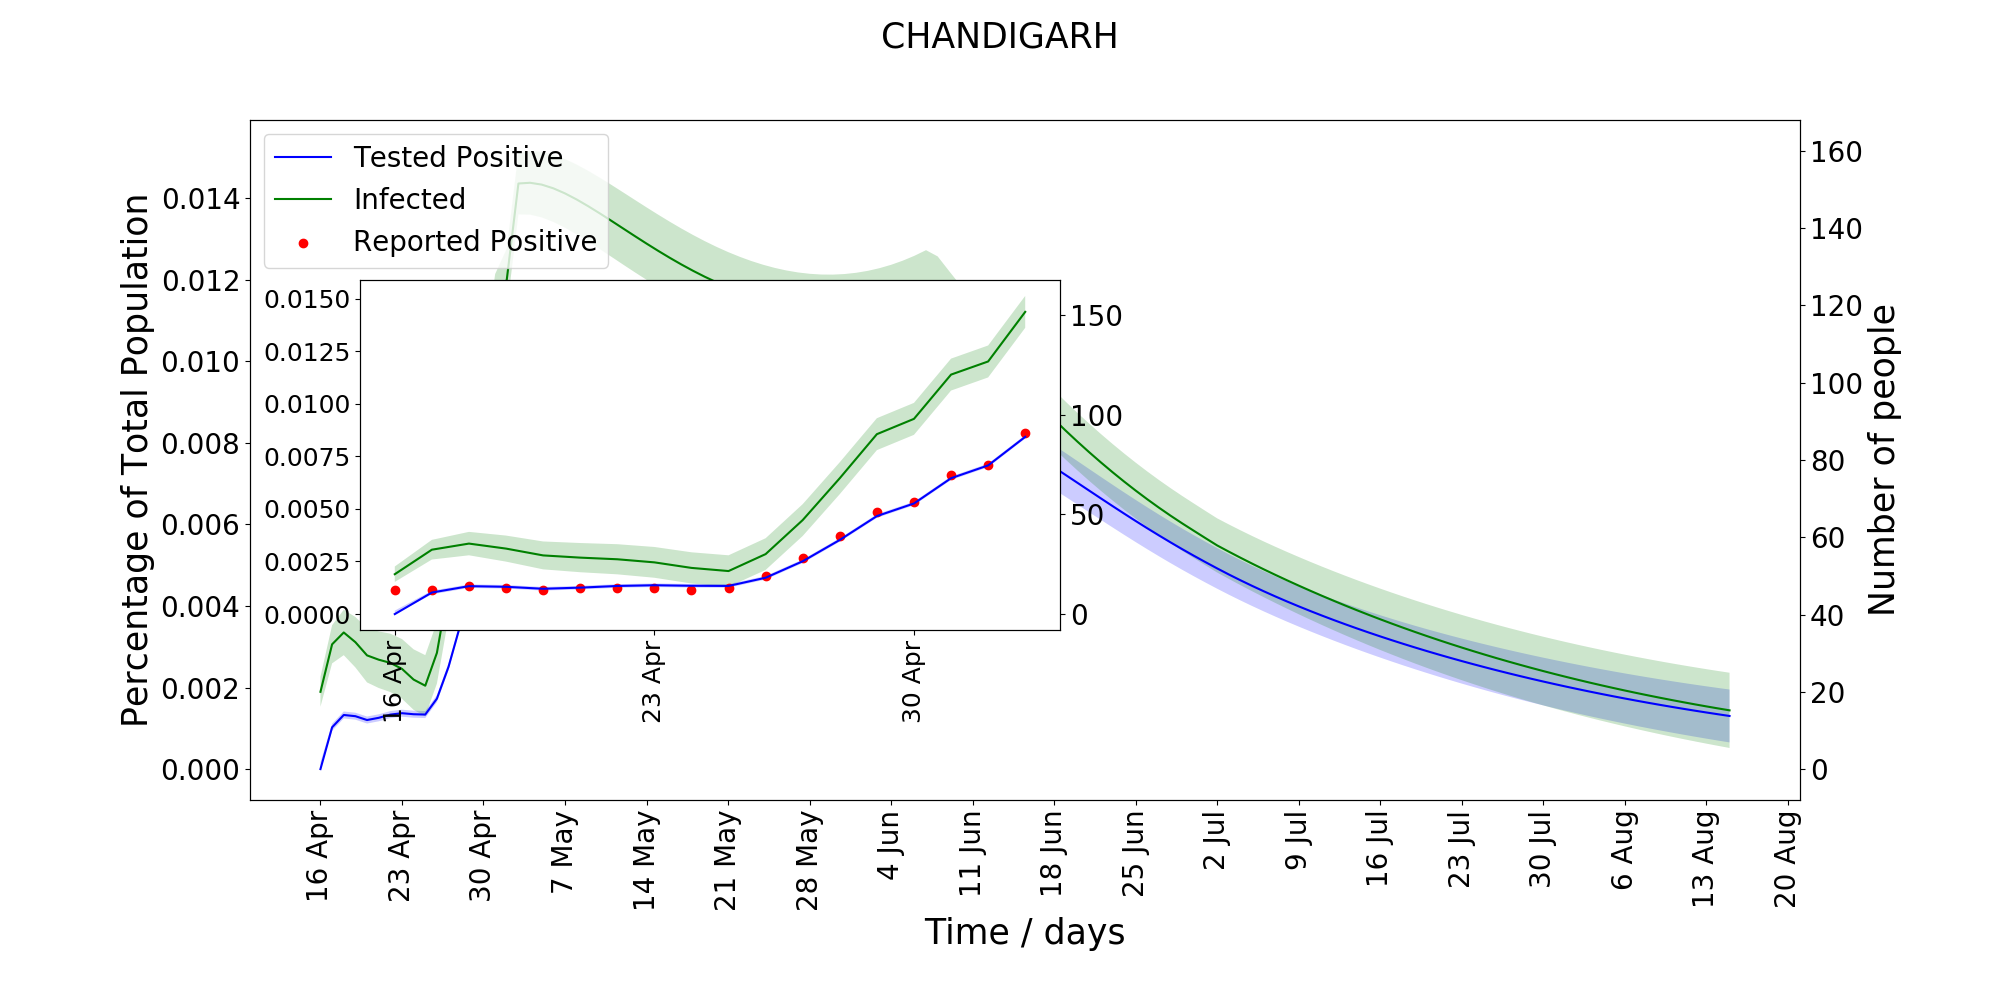 CHANDIGARH
Tested Positive
Infected
Reported Positive
Percentage of Total Population
0.014
0.012
0.010
0.008
0.006
0.004
0.002
0.000
160
140
120
100
80
60
40
20
0
Number of people
0.0150
0.0125
0.0100
0.0075
0.0050
0.0025
0.0000
150
100
50
0
16 Apr
23 Apr
30 Apr
16 Apr
23 Apr
30 Apr
7 May
14 May
21 May
28 May
4 Jun
11 Jun
18 Jun
25 Jun
2 Jul
9 Jul
16 Jul
23 Jul
30 Jul
6 Aug
13 Aug
20 Aug
Time / days